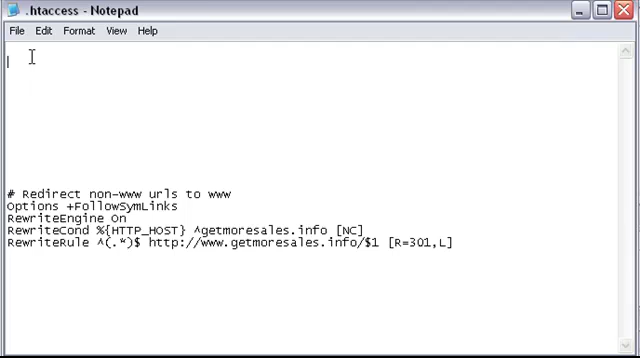 .htaccess - Notepad
File Edit Format View Help
# Redirect non-www urls to www
Options +FollowSymLinks
RewriteEngine On
RewriteCond %{HTTP_HOST} ^getmoresales.info [NC]
RewriteRule ^(.*)$ http://www.getmoresales.info/$1 [R=301,L]